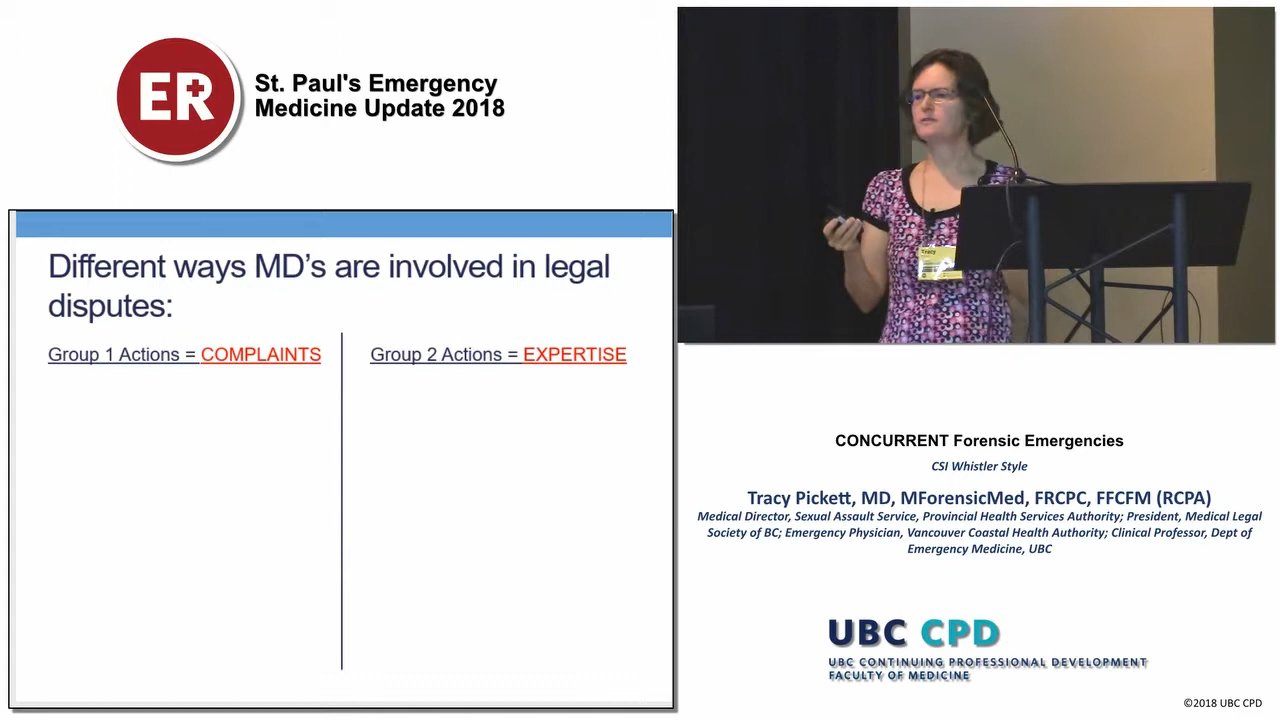 ER
St. Paul's Emergency
Medicine Update 2018
Different ways MD's are involved in legal
disputes:
Group 1 Actions = COMPLAINTS
Group 2 Actions = EXPERTISE
Tracy
CONCURRENT Forensic Emergencies
CSI Whistler Style
Tracy Pickett, MD, MForensicMed, FRCPC, FFCFM (RCPA)
Medical Director, Sexual Assault Service, Provincial Health Services Authority; President, Medical Legal
Society of BC; Emergency Physician, Vancouver Coastal Health Authority; Clinical Professor, Dept of
Emergency Medicine, UBC
UBC CPD
UBC CONTINUING PROFESSIONAL DEVELOPMENT
FACULTY OF MEDICINE
©2018 UBC CPD